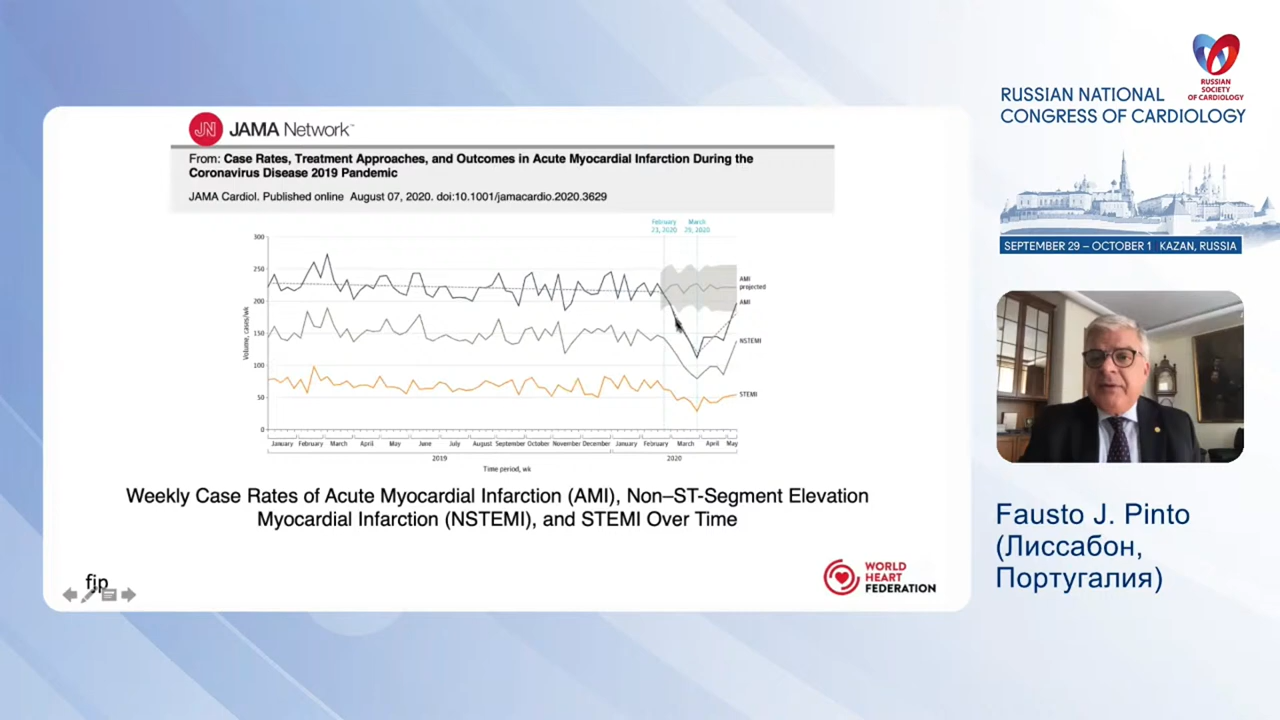 JN JAMA Network™
From: Case Rates, Treatment Approaches, and Outcomes in Acute Myocardial Infarction During the
Coronavirus Disease 2019 Pandemic
JAMA Cardiol. Published online August 07, 2020. doi:10.1001/jamacardio.2020.3629
February
23, 2020
March
29, 2020
300
250
200
150
100
50
0
Volume, cases/wk
AMI
projected
AMI
NSTEMI
STEMI
January February March April May June July August September October November December January February March April May
2019 2020
Time period, wk
Weekly Case Rates of Acute Myocardial Infarction (AMI), Non–ST-Segment Elevation
Myocardial Infarction (NSTEMI), and STEMI Over Time
fjp
WORLD
HEART
FEDERATION
RUSSIAN
SOCIETY
OF CARDIOLOGY
RUSSIAN NATIONAL
CONGRESS OF CARDIOLOGY
SEPTEMBER 29 – OCTOBER 1 KAZAN, RUSSIA
Fausto J. Pinto
(Лиссабон,
Португалия)